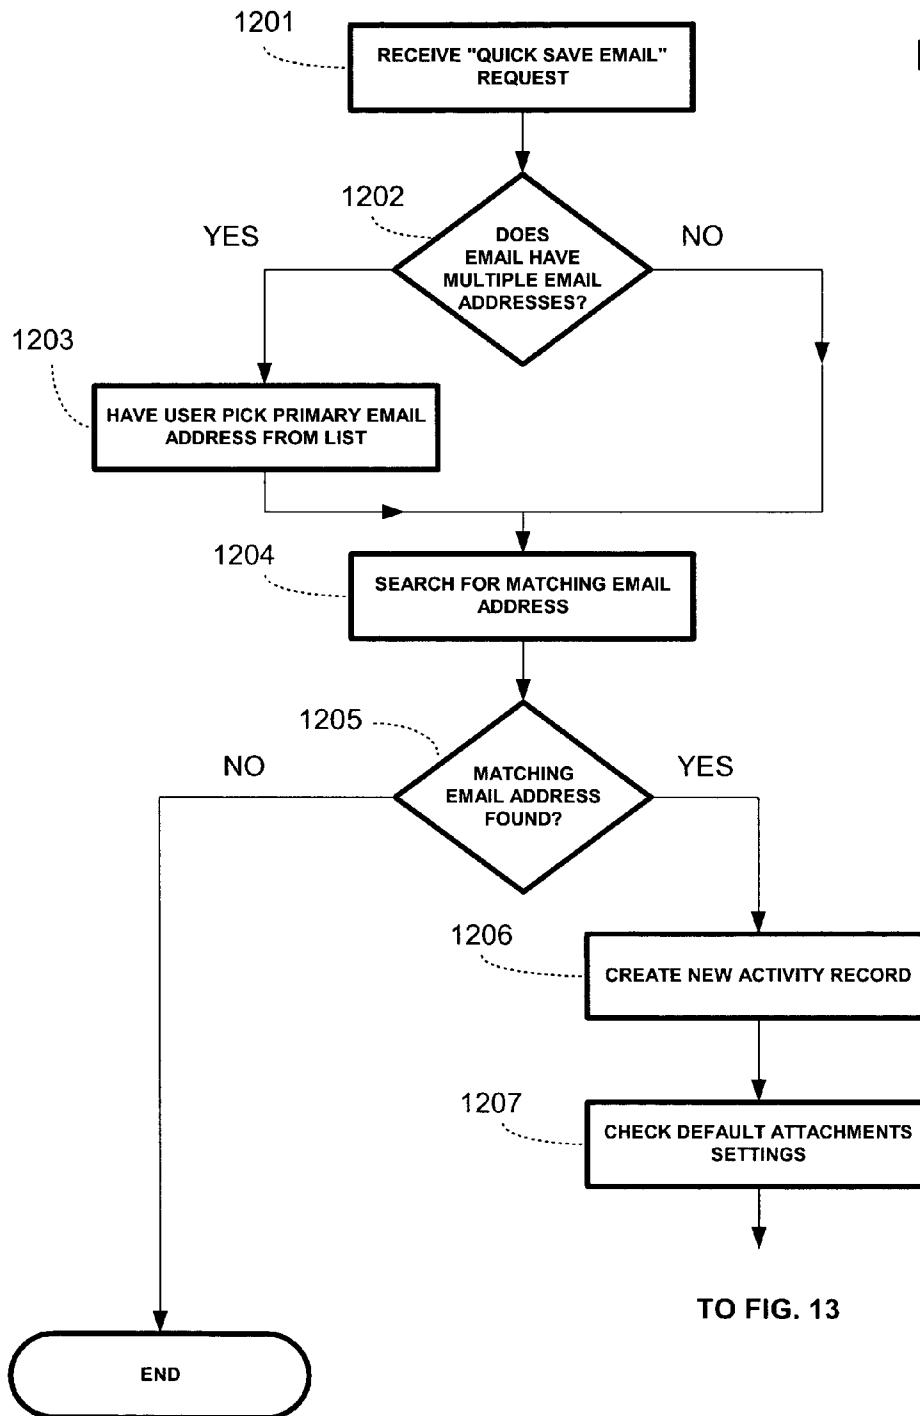 1201
RECEIVE "QUICK SAVE EMAIL"
REQUEST
1202
YES
NO
DOES
EMAIL HAVE
MULTIPLE EMAIL
ADDRESSES?
1203
HAVE USER PICK PRIMARY EMAIL
ADDRESS FROM LIST
1204
SEARCH FOR MATCHING EMAIL
ADDRESS
1205
NO
YES
MATCHING
EMAIL ADDRESS
FOUND?
1206
CREATE NEW ACTIVITY RECORD
1207
CHECK DEFAULT ATTACHMENTS
SETTINGS
TO FIG. 13
END